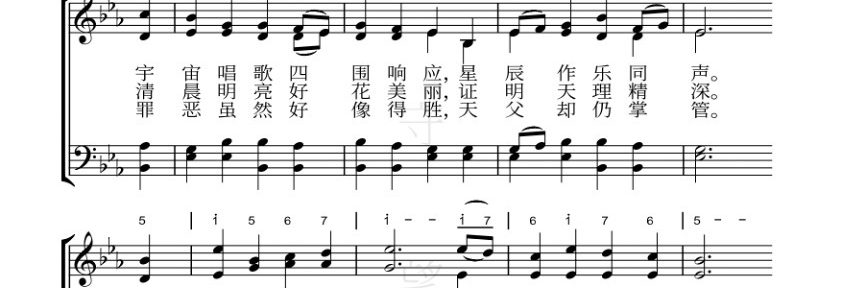 宇 宙 唱 歌 四 围 响 应, 星 辰 作 乐 同 声。
清 晨 明 亮 好 花 美 丽, 证 明 天 理 精 深。
罪 恶 虽 然 好 像 得 胜, 天 父 却 仍 掌 管。
5 | i 5 6 7 | i - - i 7 | 6 i 7 6 | 5 - -